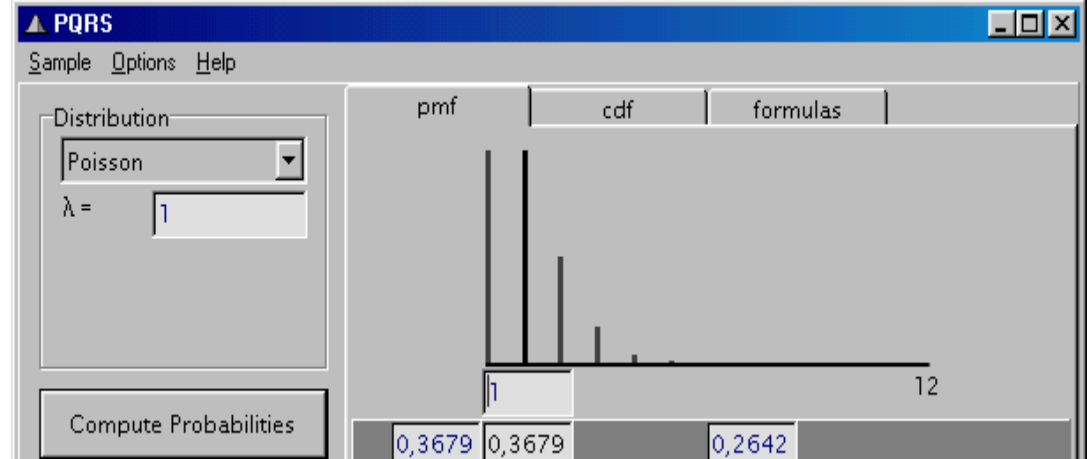 PQRS
Sample Options Help
pmf cdf formulas
Distribution
Poisson
λ = 1
12
1
Compute Probabilities
0,3679 0,3679 0,2642